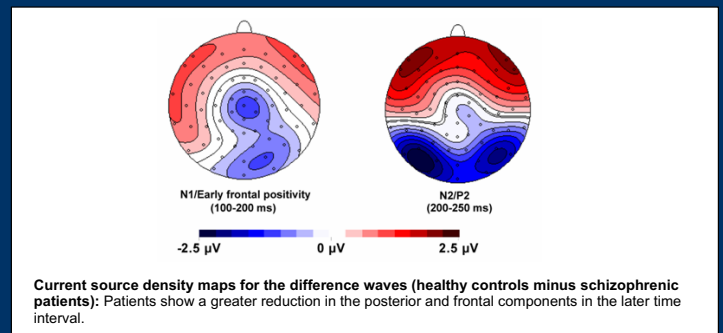 N1/Early frontal positivity
(100-200 ms)
N2/P2
(200-250 ms)
-2.5 µV
0 µV
2.5 µV
Current source density maps for the difference waves (healthy controls minus schizophrenic
patients): Patients show a greater reduction in the posterior and frontal components in the later time
interval.